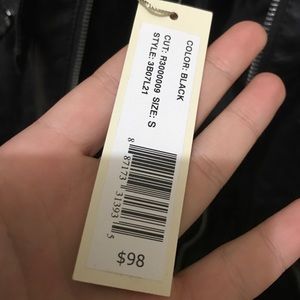 COLOR: BLACK
CUT: R3000009 SIZE: S
STYLE: 3B07L21
8 87173 31393 5
$98